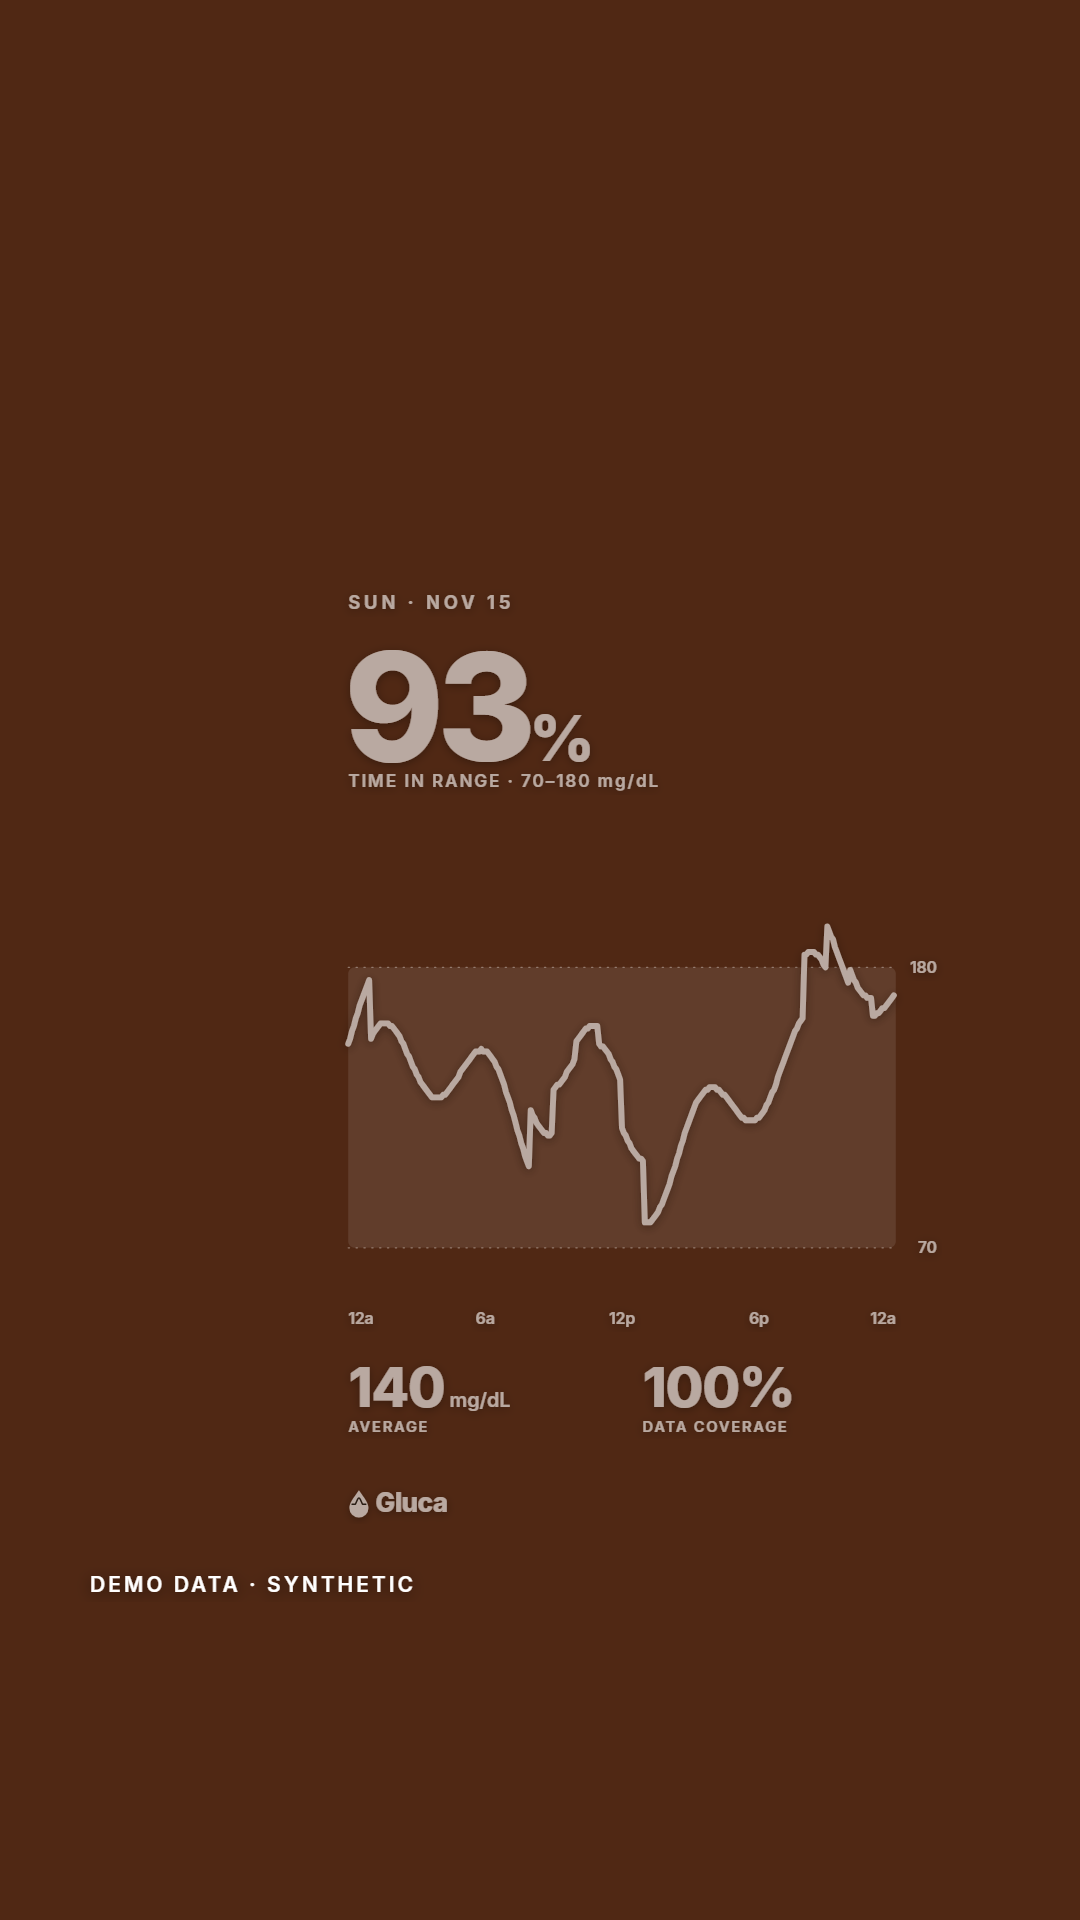 SUN · NOV 15
93%
TIME IN RANGE · 70–180 mg/dL
180
70
12a 6a 12p 6p 12a
140 mg/dL 100%
AVERAGE DATA COVERAGE
Gluca
DEMO DATA · SYNTHETIC